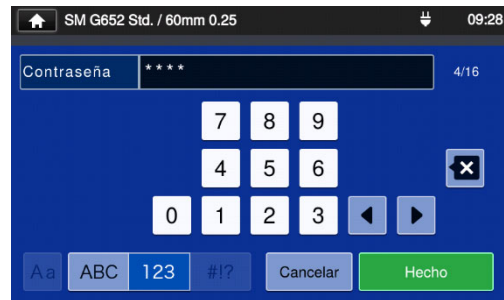 SM G652 Std. / 60mm 0.25 09:28
Contraseña **** 4/16
7 8 9
4 5 6
0 1 2 3
Aa ABC 123 #!? Cancelar Hecho